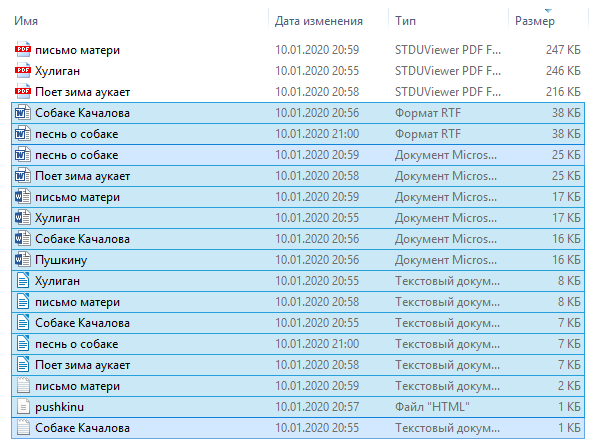 Имя Дата изменения Тип Размер
письмо матери 10.01.2020 20:59 STDUViewer PDF F... 247 КБ
Хулиган 10.01.2020 20:55 STDUViewer PDF F... 246 КБ
Поет зима аукает 10.01.2020 20:58 STDUViewer PDF F... 216 КБ
Собаке Качалова 10.01.2020 20:56 Формат RTF 38 КБ
песнь о собаке 10.01.2020 21:00 Формат RTF 38 КБ
песнь о собаке 10.01.2020 20:59 Документ Micros... 25 КБ
Поет зима аукает 10.01.2020 20:58 Документ Micros... 25 КБ
письмо матери 10.01.2020 20:59 Документ Micros... 17 КБ
Хулиган 10.01.2020 20:55 Документ Micros... 17 КБ
Собаке Качалова 10.01.2020 20:56 Документ Micros... 16 КБ
Пушкину 10.01.2020 20:56 Документ Micros... 16 КБ
Хулиган 10.01.2020 20:55 Текстовый докум... 8 КБ
письмо матери 10.01.2020 20:58 Текстовый докум... 8 КБ
Собаке Качалова 10.01.2020 20:55 Текстовый докум... 7 КБ
песнь о собаке 10.01.2020 21:00 Текстовый докум... 7 КБ
Поет зима аукает 10.01.2020 20:58 Текстовый докум... 7 КБ
письмо матери 10.01.2020 20:59 Текстовый докум... 2 КБ
pushkinu 10.01.2020 20:57 Файл "HTML" 1 КБ
Собаке Качалова 10.01.2020 20:55 Текстовый докум... 1 КБ